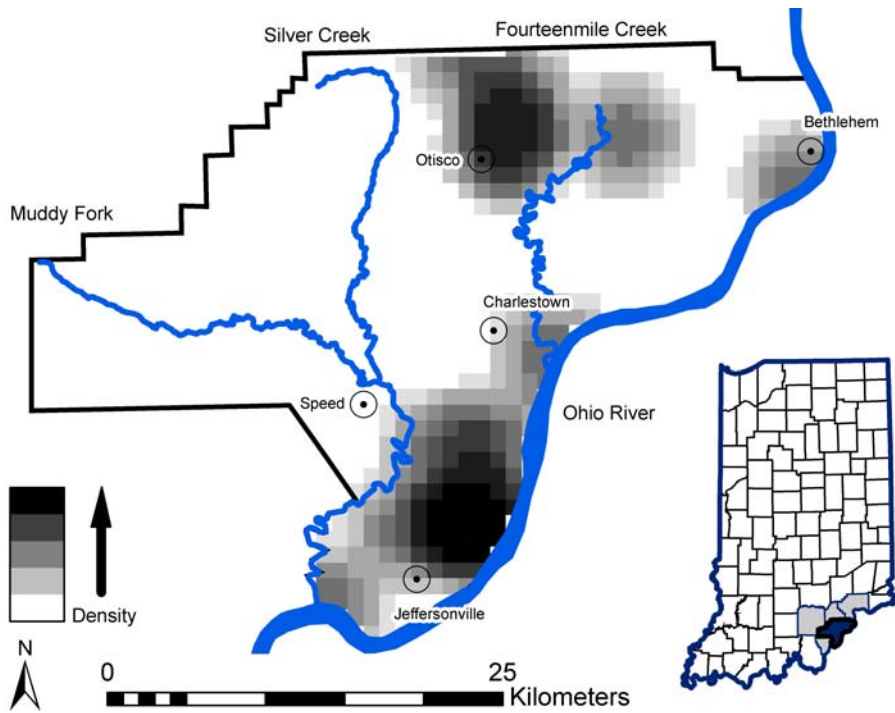 Fourteenmile Creek
Silver Creek
Bethlehem
Otisco
Muddy Fork
Charlestown
Speed
Ohio River
Density
Jeffersonville
N
0
25
Kilometers